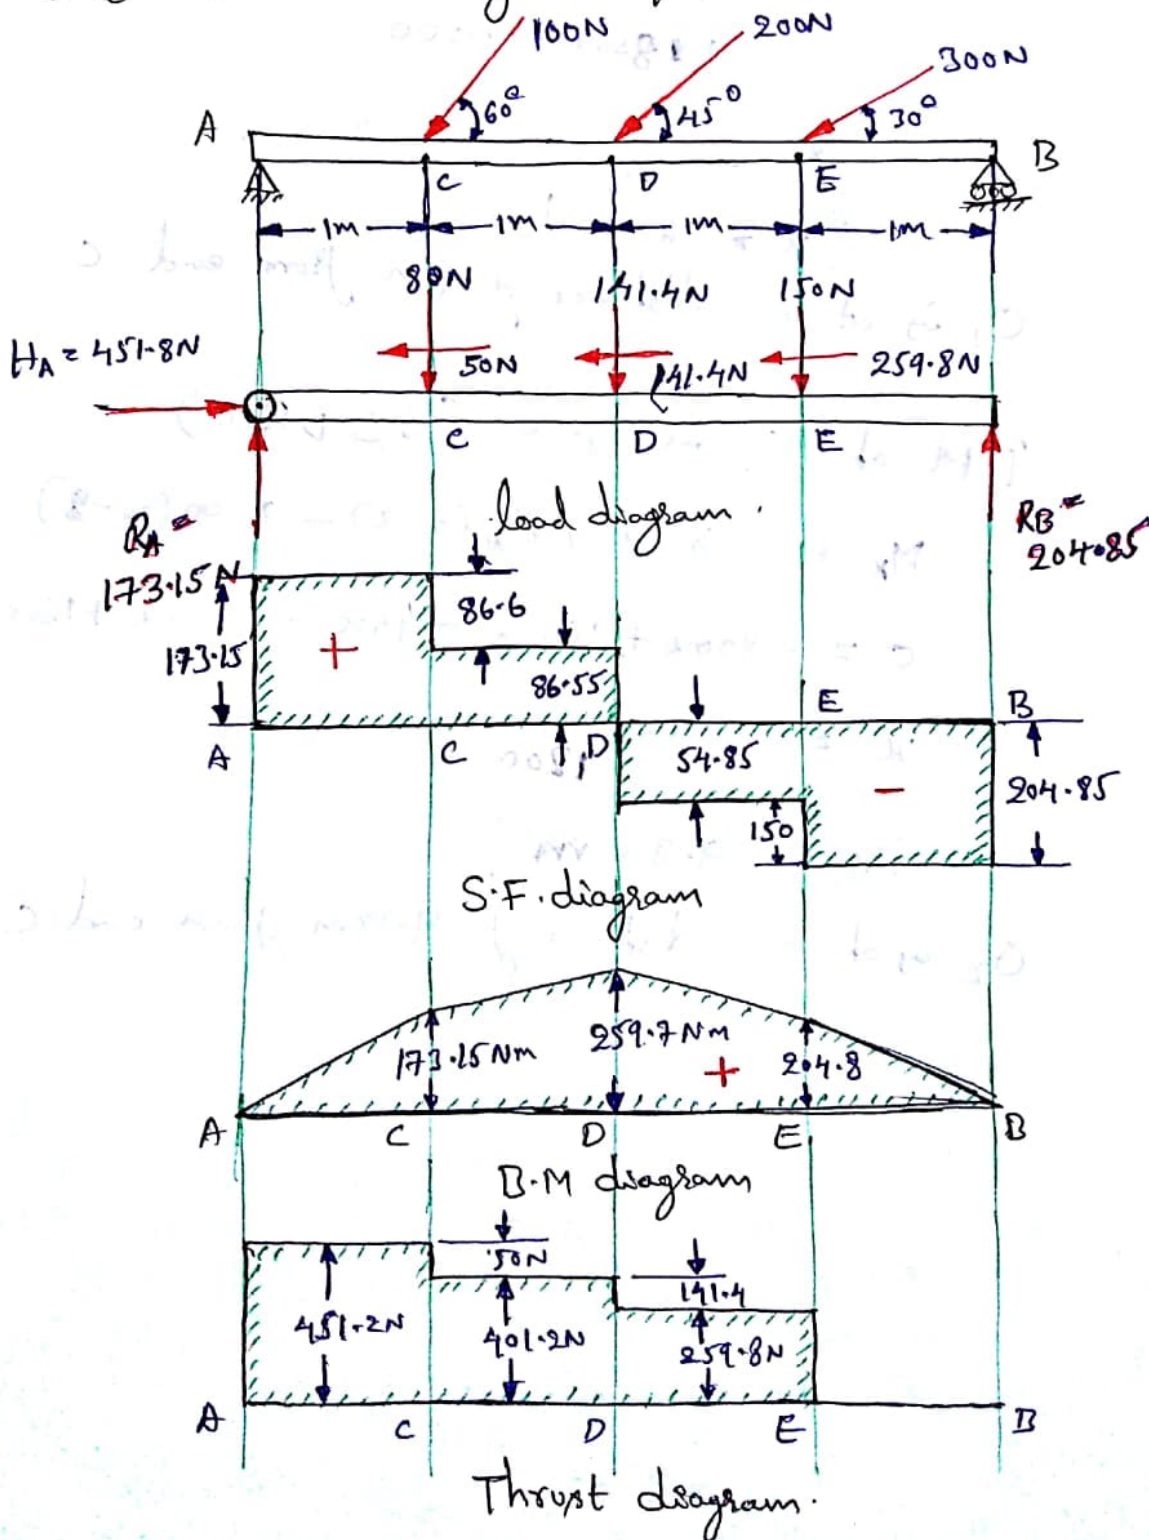 100N 200N 300N
60° 45° 30°
A B
C D E
1m 1m 1m 1m
80N 141.4N 150N
H_A = 451.8N
50N 141.4N 259.8N
C D E
load diagram.
R_A = 173.15N
R_B = 204.85
86.6
173.15 +
86.55
E B
A C D
54.85
- 204.85
150
S.F. diagram
173.15 Nm 259.7 Nm + 204.8
A C D E B
B.M diagram
50N
141.4
451.2N 401.2N 259.8N
A C D E B
Thrust diagram.